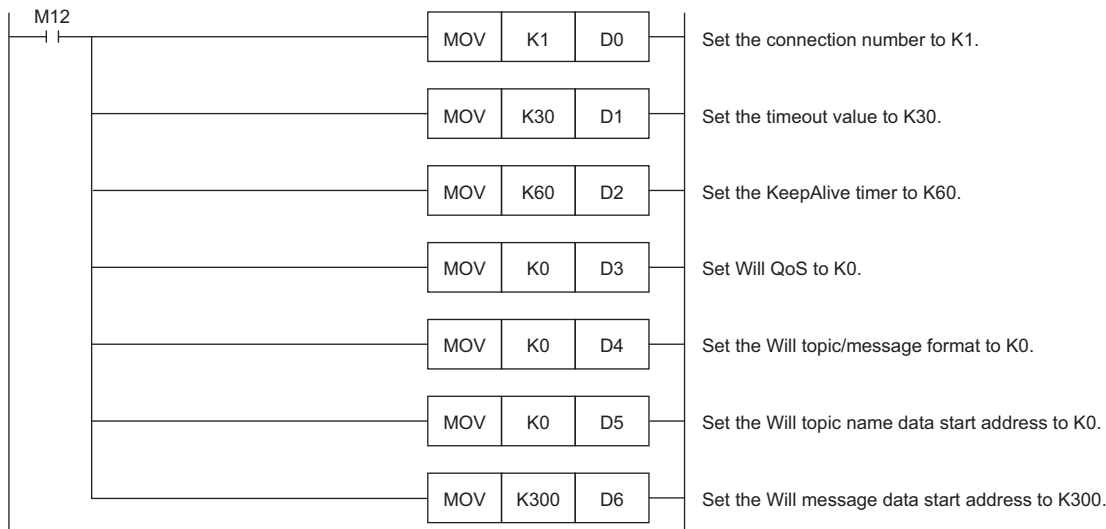 M12
MOV K1 D0 Set the connection number to K1.
MOV K30 D1 Set the timeout value to K30.
MOV K60 D2 Set the KeepAlive timer to K60.
MOV K0 D3 Set Will QoS to K0.
MOV K0 D4 Set the Will topic/message format to K0.
MOV K0 D5 Set the Will topic name data start address to K0.
MOV K300 D6 Set the Will message data start address to K300.